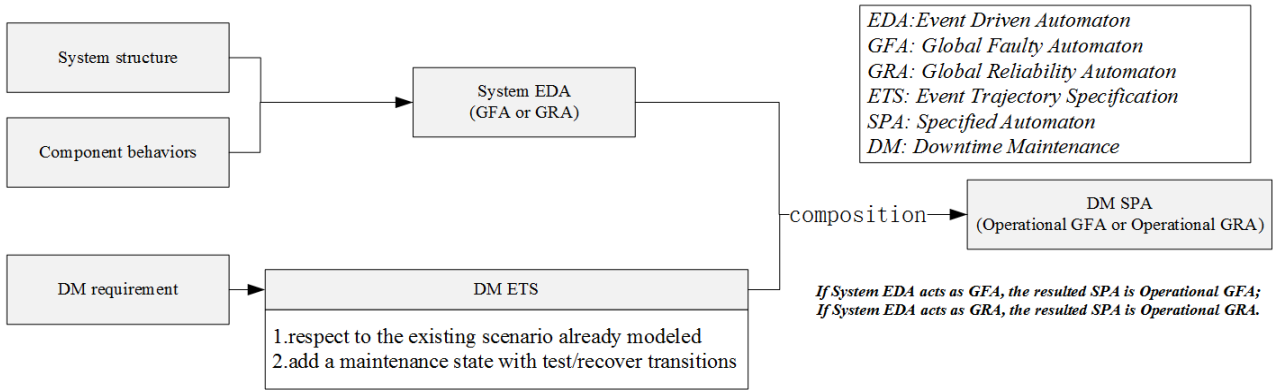 System structure
Component behaviors
System EDA
(GFA or GRA)
EDA:Event Driven Automaton
GFA: Global Faulty Automaton
GRA: Global Reliability Automaton
ETS: Event Trajectory Specification
SPA: Specified Automaton
DM: Downtime Maintenance
composition
DM SPA
(Operational GFA or Operational GRA)
DM requirement
DM ETS
1.respect to the existing scenario already modeled
2.add a maintenance state with test/recover transitions
If System EDA acts as GFA, the resulted SPA is Operational GFA;
If System EDA acts as GRA, the resulted SPA is Operational GRA.